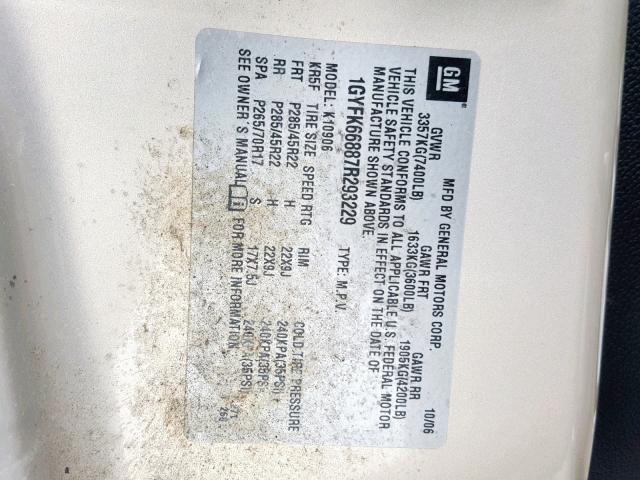 GM
MFD BY GENERAL MOTORS CORP. 10/06
GVWR GAWR FRT GAWR RR
3357KG(7400LB) 1633KG(3600LB) 1905KG(4200LB)
THIS VEHICLE CONFORMS TO ALL APPLICABLE U.S. FEDERAL MOTOR
VEHICLE SAFETY STANDARDS IN EFFECT ON THE DATE OF
MANUFACTURE SHOWN ABOVE.
1GYFK66887R293229 TYPE: M.P.V.
MODEL: K10906
KR5F TIRE SIZE SPEED RTG RIM COLD TIRE PRESSURE
FRT P285/45R22 H 22X9J 240KPA(35PSI)
RR P285/45R22 H 22X9J 240KPA(35PSI)
SPA P265/70R17 S 17X7.5J 240KPA(35PSI)
SEE OWNER'S MANUAL FOR MORE INFORMATION